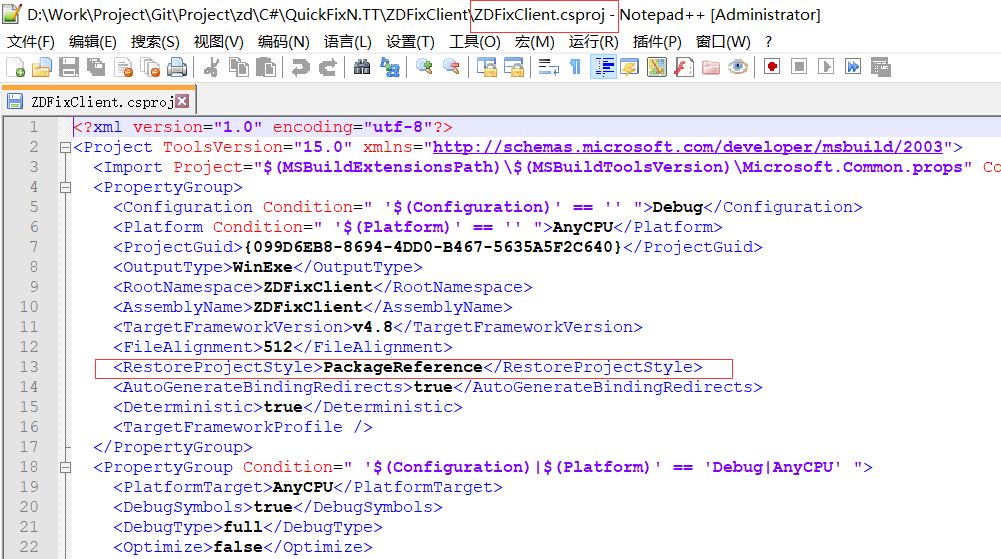 D:\Work\Project\Git\Project\zd\C#\QuickFixN.TT\ZDFixClient\ZDFixClient.csproj - Notepad++ [Administrator]
文件(F) 编辑(E) 搜索(S) 视图(V) 编码(N) 语言(L) 设置(T) 工具(O) 宏(M) 运行(R) 插件(P) 窗口(W) ?
ZDFixClient.csproj
1 <?xml version="1.0" encoding="utf-8"?>
2 <Project ToolsVersion="15.0" xmlns="http://schemas.microsoft.com/developer/msbuild/2003">
3 <Import Project="$(MSBuildExtensionsPath)\$(MSBuildToolsVersion)\Microsoft.Common.props" Co
4 <PropertyGroup>
5 <Configuration Condition=" '$(Configuration)' == '' ">Debug</Configuration>
6 <Platform Condition=" '$(Platform)' == '' ">AnyCPU</Platform>
7 <ProjectGuid>{099D6EB8-8694-4DD0-B467-5635A5F2C640}</ProjectGuid>
8 <OutputType>WinExe</OutputType>
9 <RootNamespace>ZDFixClient</RootNamespace>
10 <AssemblyName>ZDFixClient</AssemblyName>
11 <TargetFrameworkVersion>v4.8</TargetFrameworkVersion>
12 <FileAlignment>512</FileAlignment>
13 <RestoreProjectStyle>PackageReference</RestoreProjectStyle>
14 <AutoGenerateBindingRedirects>true</AutoGenerateBindingRedirects>
15 <Deterministic>true</Deterministic>
16 <TargetFrameworkProfile />
17 </PropertyGroup>
18 <PropertyGroup Condition=" '$(Configuration)|$(Platform)' == 'Debug|AnyCPU' ">
19 <PlatformTarget>AnyCPU</PlatformTarget>
20 <DebugSymbols>true</DebugSymbols>
21 <DebugType>full</DebugType>
22 <Optimize>false</Optimize>